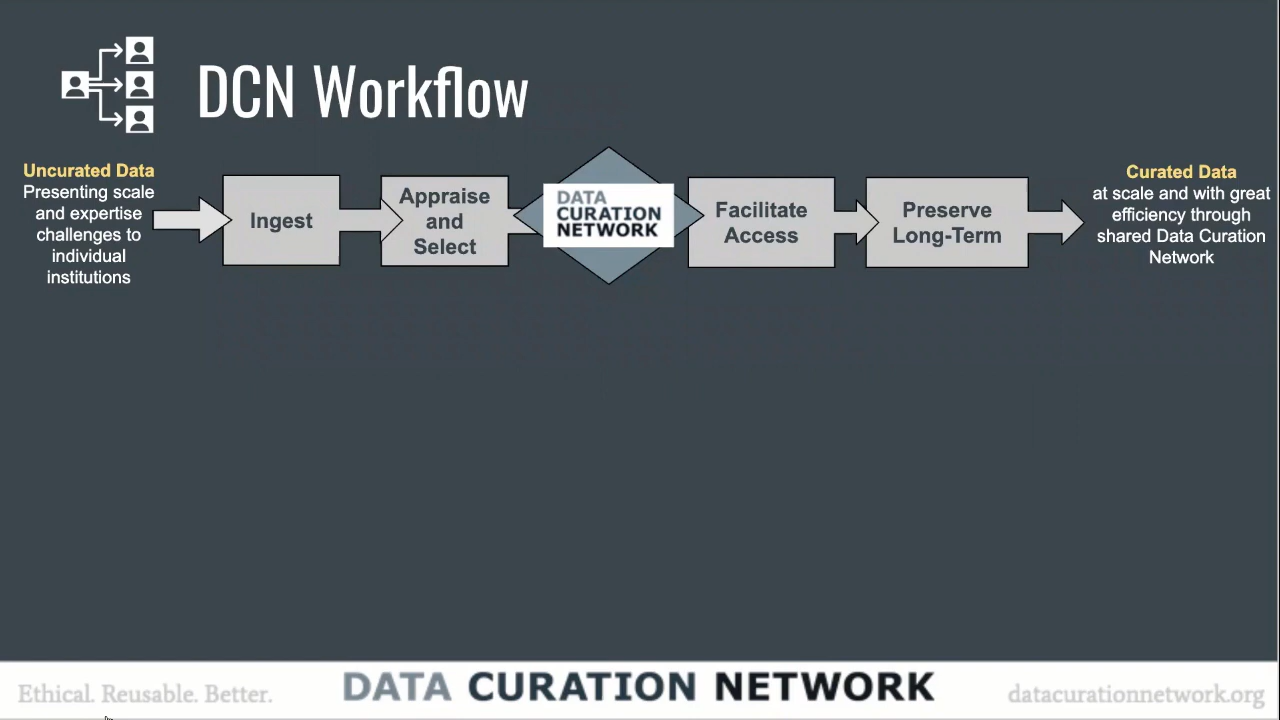 DCN Workflow
Uncurated Data
Presenting scale
and expertise
challenges to
individual
institutions
Ingest
Appraise
and
Select
DATA
CURATION
NETWORK
Facilitate
Access
Preserve
Long-Term
Curated Data
at scale and with great
efficiency through
shared Data Curation
Network
Ethical. Reusable. Better.
DATA CURATION NETWORK
datacurationnetwork.org